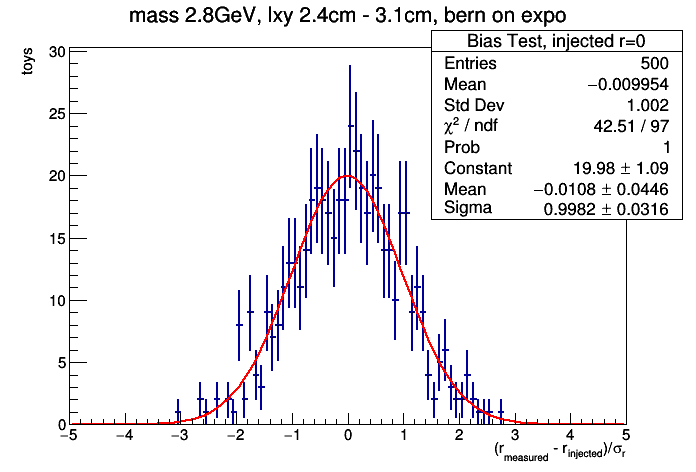 mass 2.8GeV, lxy 2.4cm - 3.1cm, bern on expo
Bias Test, injected r=0
Entries 500
Mean −0.009954
Std Dev 1.002
χ² / ndf 42.51 / 97
Prob 1
Constant 19.98 ± 1.09
Mean −0.0108 ± 0.0446
Sigma 0.9982 ± 0.0316
toys
30
25
20
15
10
5
0
−5 −4 −3 −2 −1 0 1 2 3 4 5
(r_measured - r_injected)/σ_r